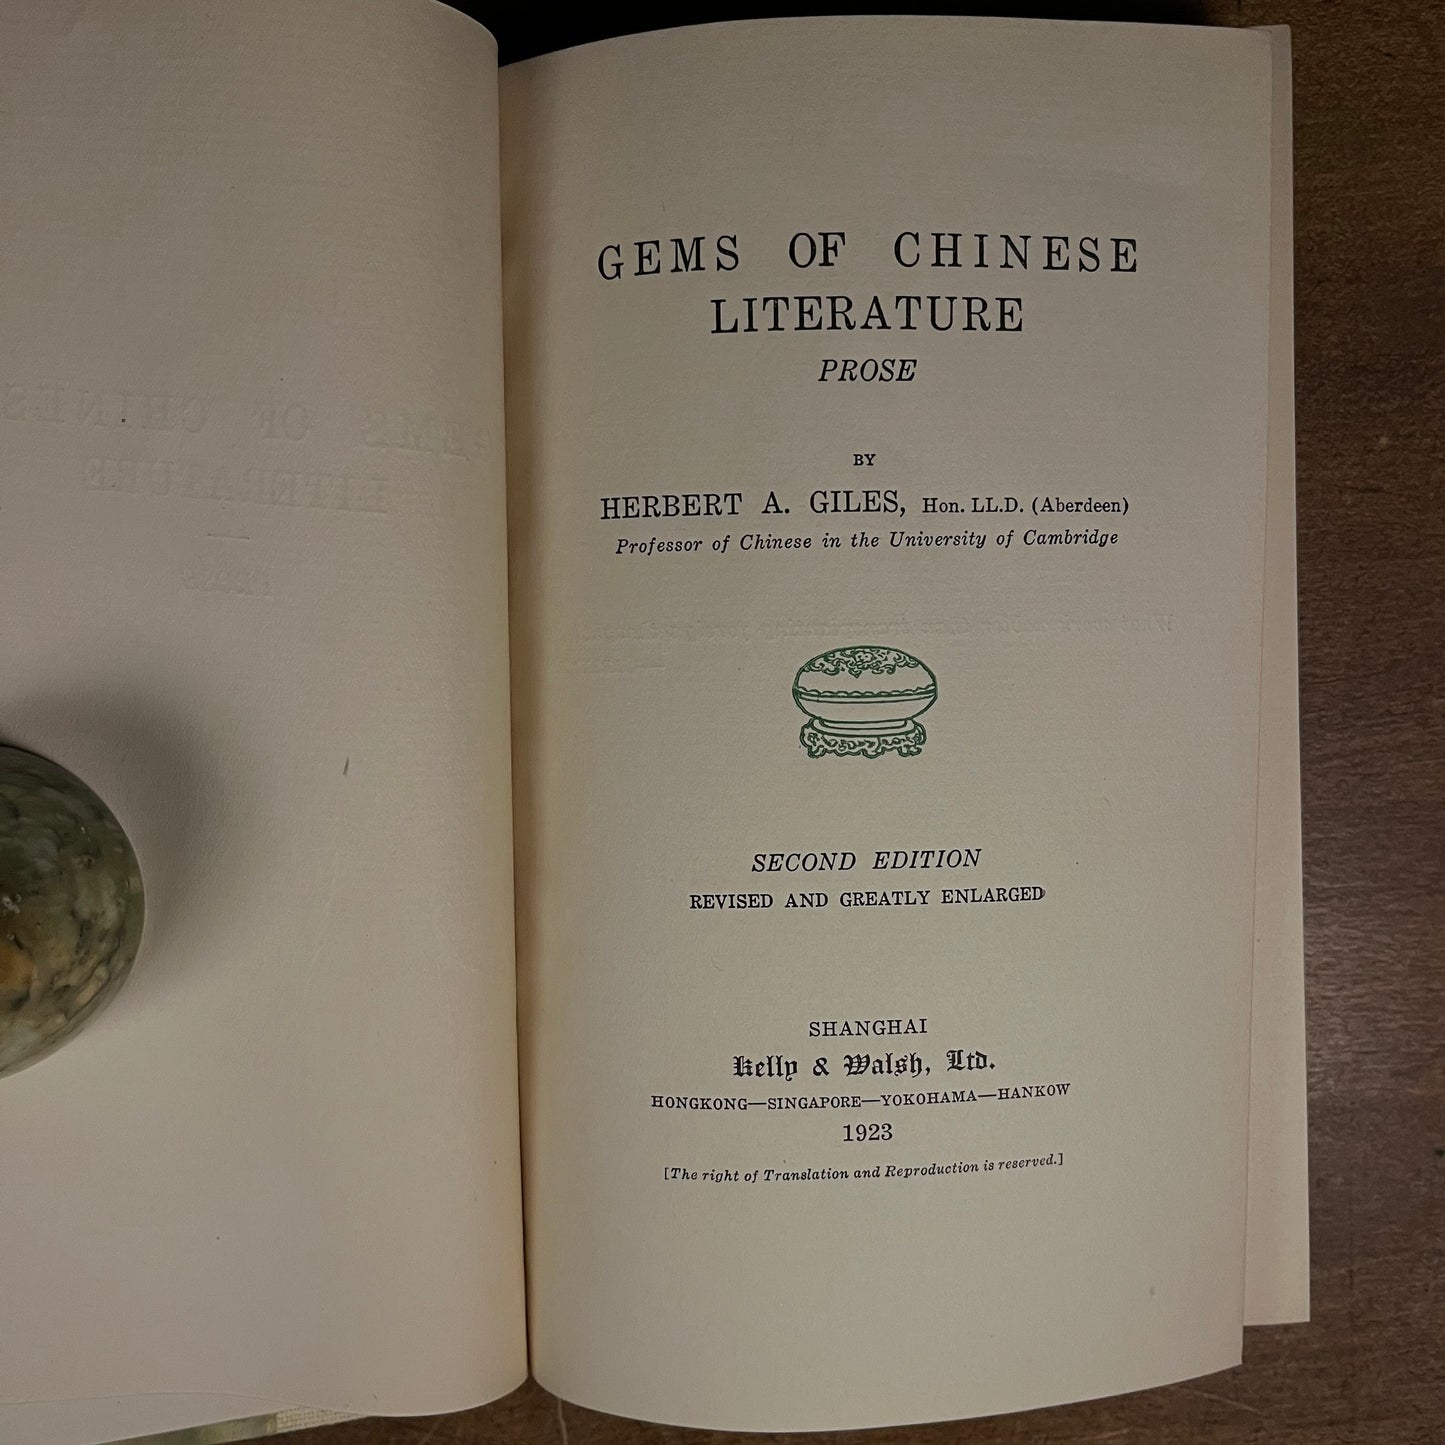 GEMS OF CHINESE
LITERATURE
PROSE
BY
HERBERT A. GILES, Hon. LL.D. (Aberdeen)
Professor of Chinese in the University of Cambridge
SECOND EDITION
REVISED AND GREATLY ENLARGED
SHANGHAI
Kelly & Walsh, Ltd.
HONGKONG—SINGAPORE—YOKOHAMA—HANKOW
1923
[The right of Translation and Reproduction is reserved.]